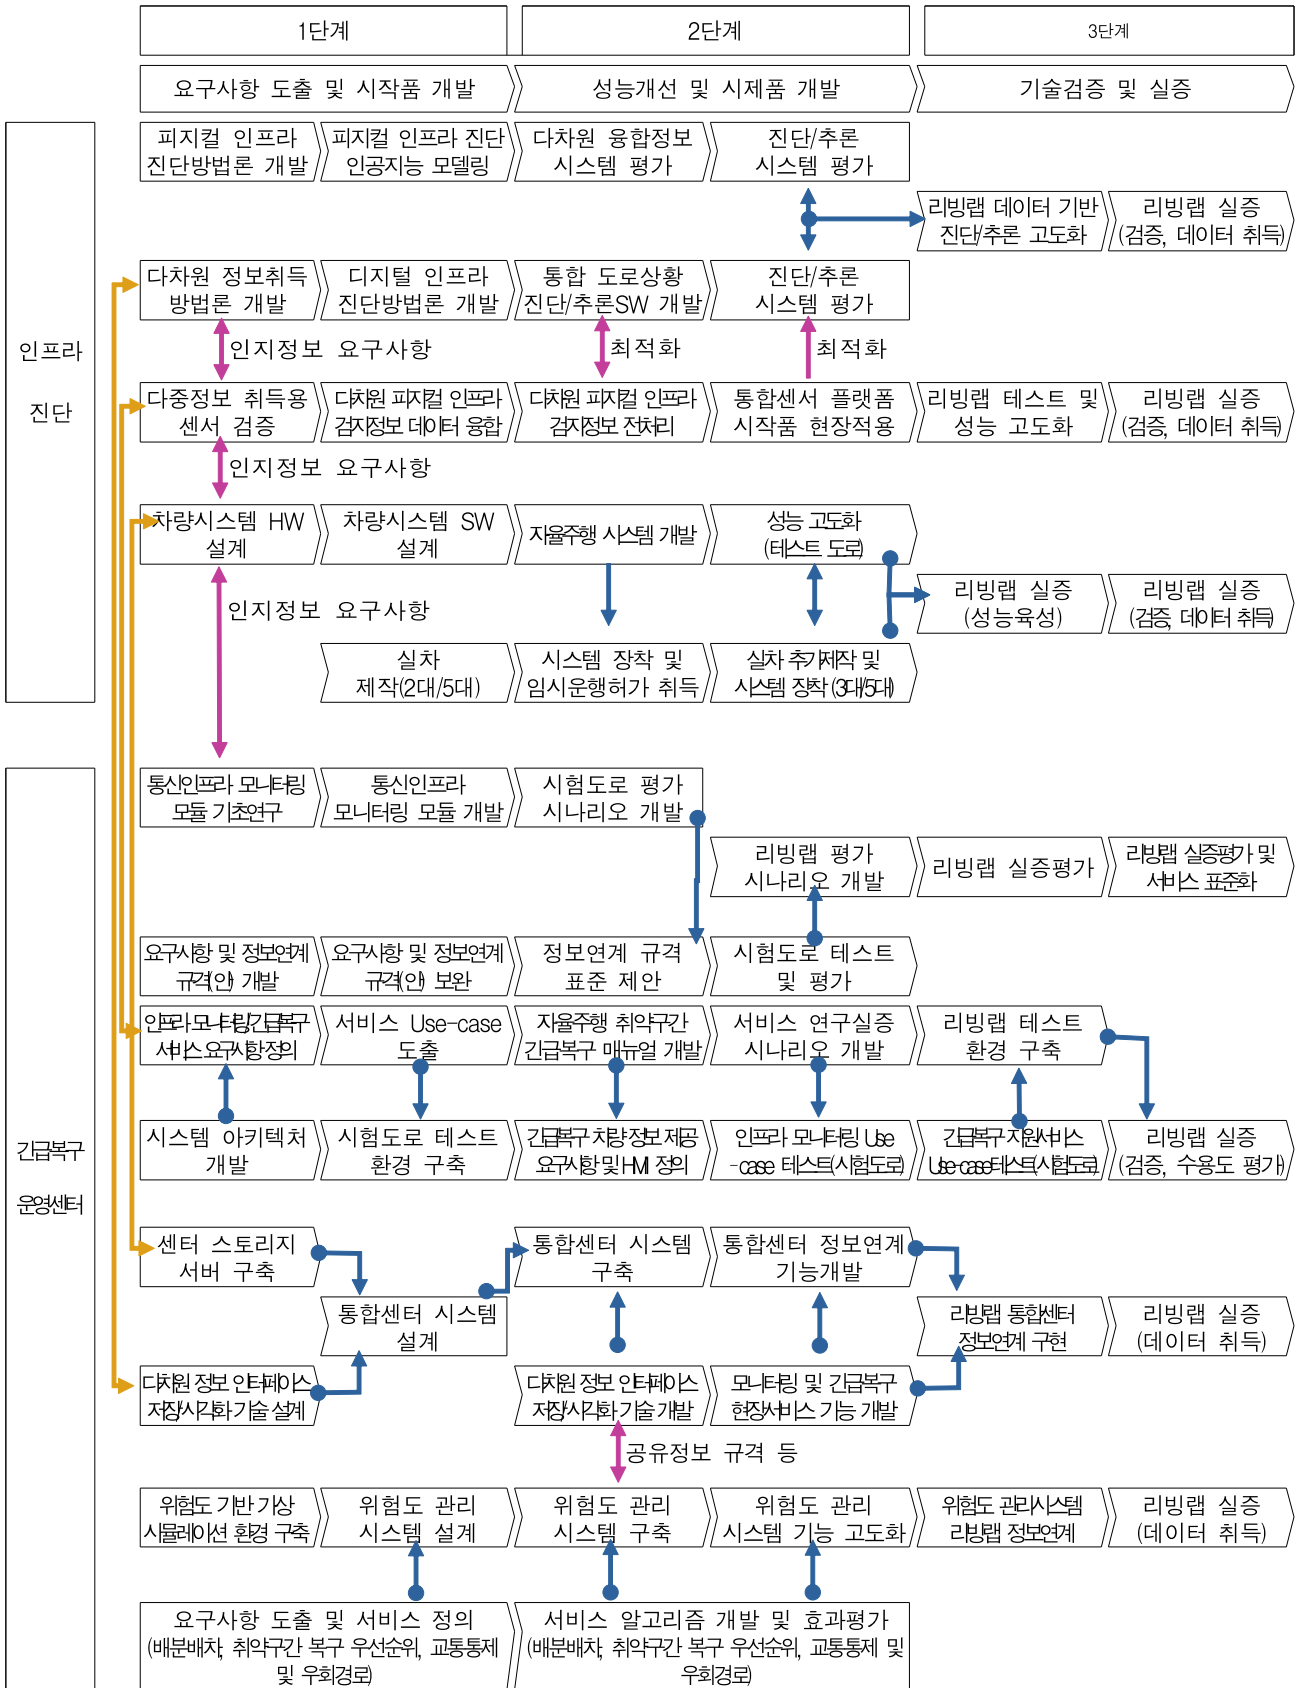 1단계
2단계
3단계
요구사항 도출 및 시작품 개발
성능개선 및 시제품 개발
기술검증 및 실증
인프라
진단
피지컬 인프라
진단방법론 개발
피지컬 인프라 진단
인공지능 모델링
다차원 융합정보
시스템 평가
진단/추론
시스템 평가
리빙랩 데이터 기반
진단/추론 고도화
리빙랩 실증
(검증, 데이터 취득)
다차원 정보취득
방법론 개발
디지털 인프라
진단방법론 개발
통합 도로상황
진단/추론SW 개발
진단/추론
시스템 평가
인지정보 요구사항
최적화
최적화
다중정보 취득용
센서 검증
다차원 피지컬 인프라
검지정보 데이터 융합
다차원 피지컬 인프라
검지정보 전처리
통합센서 플랫폼
시작품 현장적용
리빙랩 테스트 및
성능 고도화
리빙랩 실증
(검증, 데이터 취득)
인지정보 요구사항
차량시스템 HW
설계
차량시스템 SW
설계
자율주행 시스템 개발
성능 고도화
(테스트 도로)
리빙랩 실증
(성능육성)
리빙랩 실증
(검증, 데이터 취득)
인지정보 요구사항
실차
제작(2대/5대)
시스템 장착 및
임시운행허가 취득
실차 추가제작 및
시스템 장착 (3대/5대)
긴급복구
운영센터
통신인프라 모니터링
모듈 기초연구
통신인프라
모니터링 모듈 개발
시험도로 평가
시나리오 개발
리빙랩 평가
시나리오 개발
리빙랩 실증평가
리빙랩 실증평가 및
서비스 표준화
요구사항 및 정보연계
규격(안) 개발
요구사항 및 정보연계
규격(안) 보완
정보연계 규격
표준 제안
시험도로 테스트
및 평가
인프라 모니터링/긴급복구
서비스 요구사항 정의
서비스 Use-case
도출
자율주행 취약구간
긴급복구 매뉴얼 개발
서비스 연구실증
시나리오 개발
리빙랩 테스트
환경 구축
시스템 아키텍처
개발
시험도로 테스트
환경 구축
긴급복구 차량 정보 제공
요구사항 및 HMI 정의
인프라 모니터링 Use
-case 테스트(시험도로)
긴급복구 지원서비스
Use-case 테스트(시험도로)
리빙랩 실증
(검증, 수용도 평가)
센터 스토리지
서버 구축
통합센터 시스템
구축
통합센터 정보연계
기능개발
통합센터 시스템
설계
리빙랩 통합센터
정보연계 구현
리빙랩 실증
(데이터 취득)
다차원 정보 인터페이스
저장/시각화 기술 설계
다차원 정보 인터페이스
저장/시각화 기술 개발
모니터링 및 긴급복구
현장서비스 기능 개발
공유정보 규격 등
위험도 기반 가상
시뮬레이션 환경 구축
위험도 관리
시스템 설계
위험도 관리
시스템 구축
위험도 관리
시스템 기능 고도화
위험도 관리시스템
리빙랩 정보연계
리빙랩 실증
(데이터 취득)
요구사항 도출 및 서비스 정의
(배분배차, 취약구간 복구 우선순위, 교통통제
및 우회경로)
서비스 알고리즘 개발 및 효과평가
(배분배차, 취약구간 복구 우선순위, 교통통제 및
우회경로)